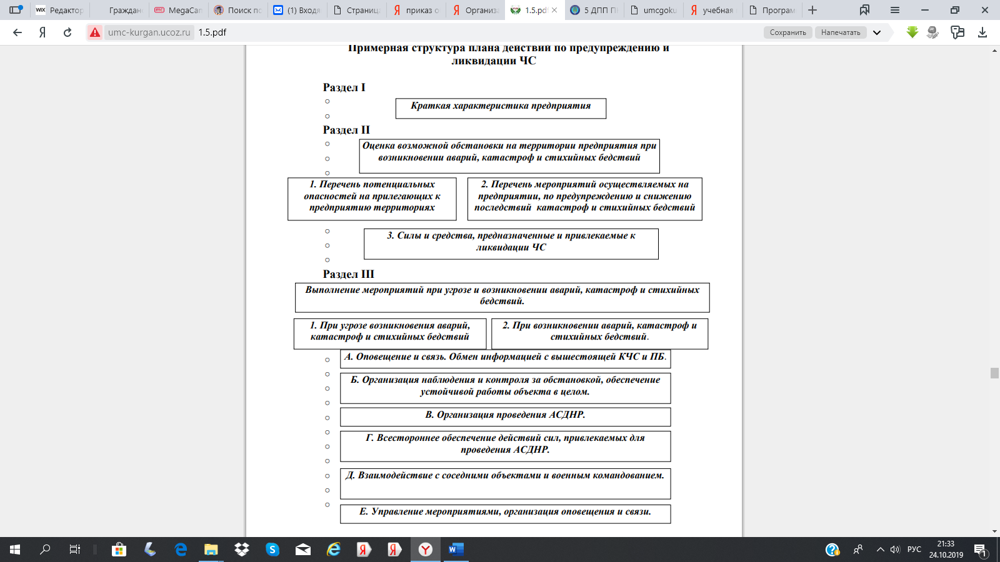 WIX Редактор
Граждан
mc MegaCam
Поиск по
(1) Входя
Страница
Я приказ о
Я Организа
1.5.pdf
5 ДПП П
umcgoku
Я учебная
Програм
Я
umc-kurgan.ucoz.ru 1.5.pdf
Сохранить
Напечатать
Примерная структура плана действий по предупреждению и
ликвидации ЧС
Раздел I
Краткая характеристика предприятия
Раздел II
Оценка возможной обстановки на территории предприятия при
возникновении аварий, катастроф и стихийных бедствий
1. Перечень потенциальных
опасностей на прилегающих к
предприятию территориях
2. Перечень мероприятий осуществляемых на
предприятии, по предупреждению и снижению
последствий катастроф и стихийных бедствий
3. Силы и средства, предназначенные и привлекаемые к
ликвидации ЧС
Раздел III
Выполнение мероприятий при угрозе и возникновении аварий, катастроф и стихийных
бедствий.
1. При угрозе возникновения аварий,
катастроф и стихийных бедствий
2. При возникновении аварий, катастроф и
стихийных бедствий.
А. Оповещение и связь. Обмен информацией с вышестоящей КЧС и ПБ.
Б. Организация наблюдения и контроля за обстановкой, обеспечение
устойчивой работы объекта в целом.
В. Организация проведения АСДНР.
Г. Всестороннее обеспечение действий сил, привлекаемых для
проведения АСДНР.
Д. Взаимодействие с соседними объектами и военным командованием.
Е. Управление мероприятиями, организация оповещения и связи.
РУС
21:33
24.10.2019
1